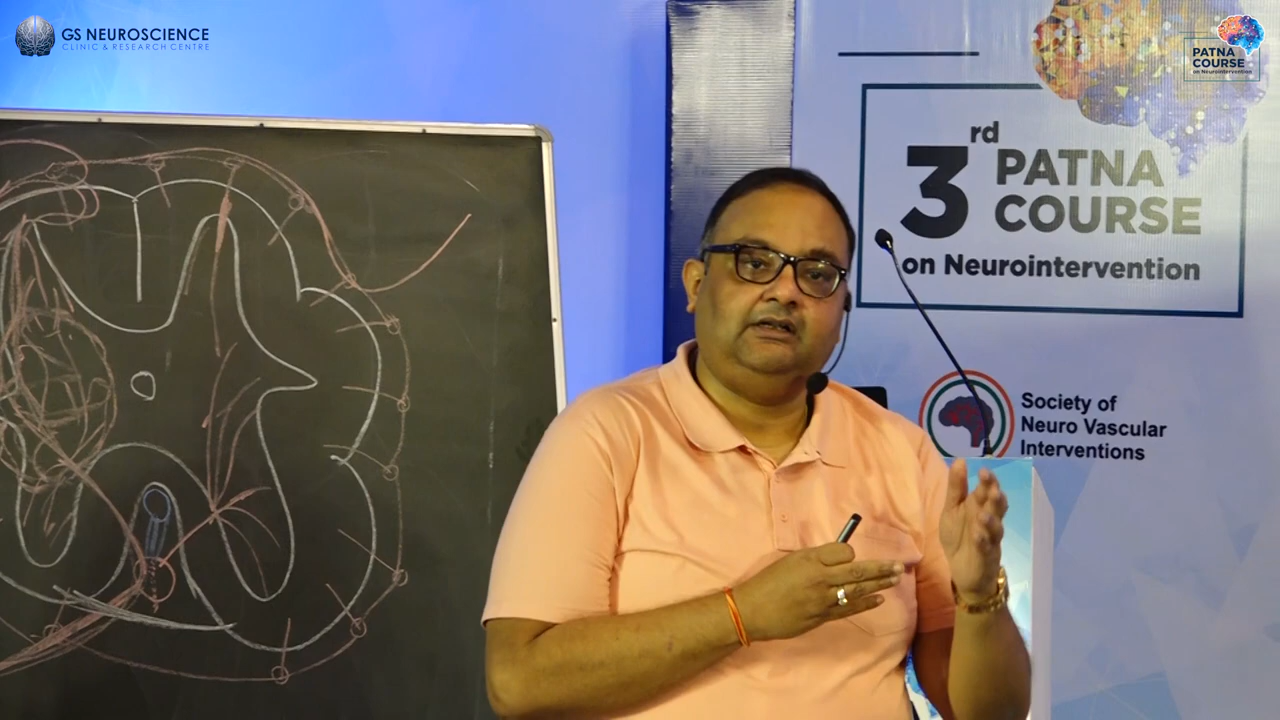 GS NEUROSCIENCE
CLINIC & RESEARCH CENTRE
PATNA
COURSE
on Neurointervention
3rd PATNA
COURSE
on Neurointervention
Society of
Neuro Vascular
Interventions